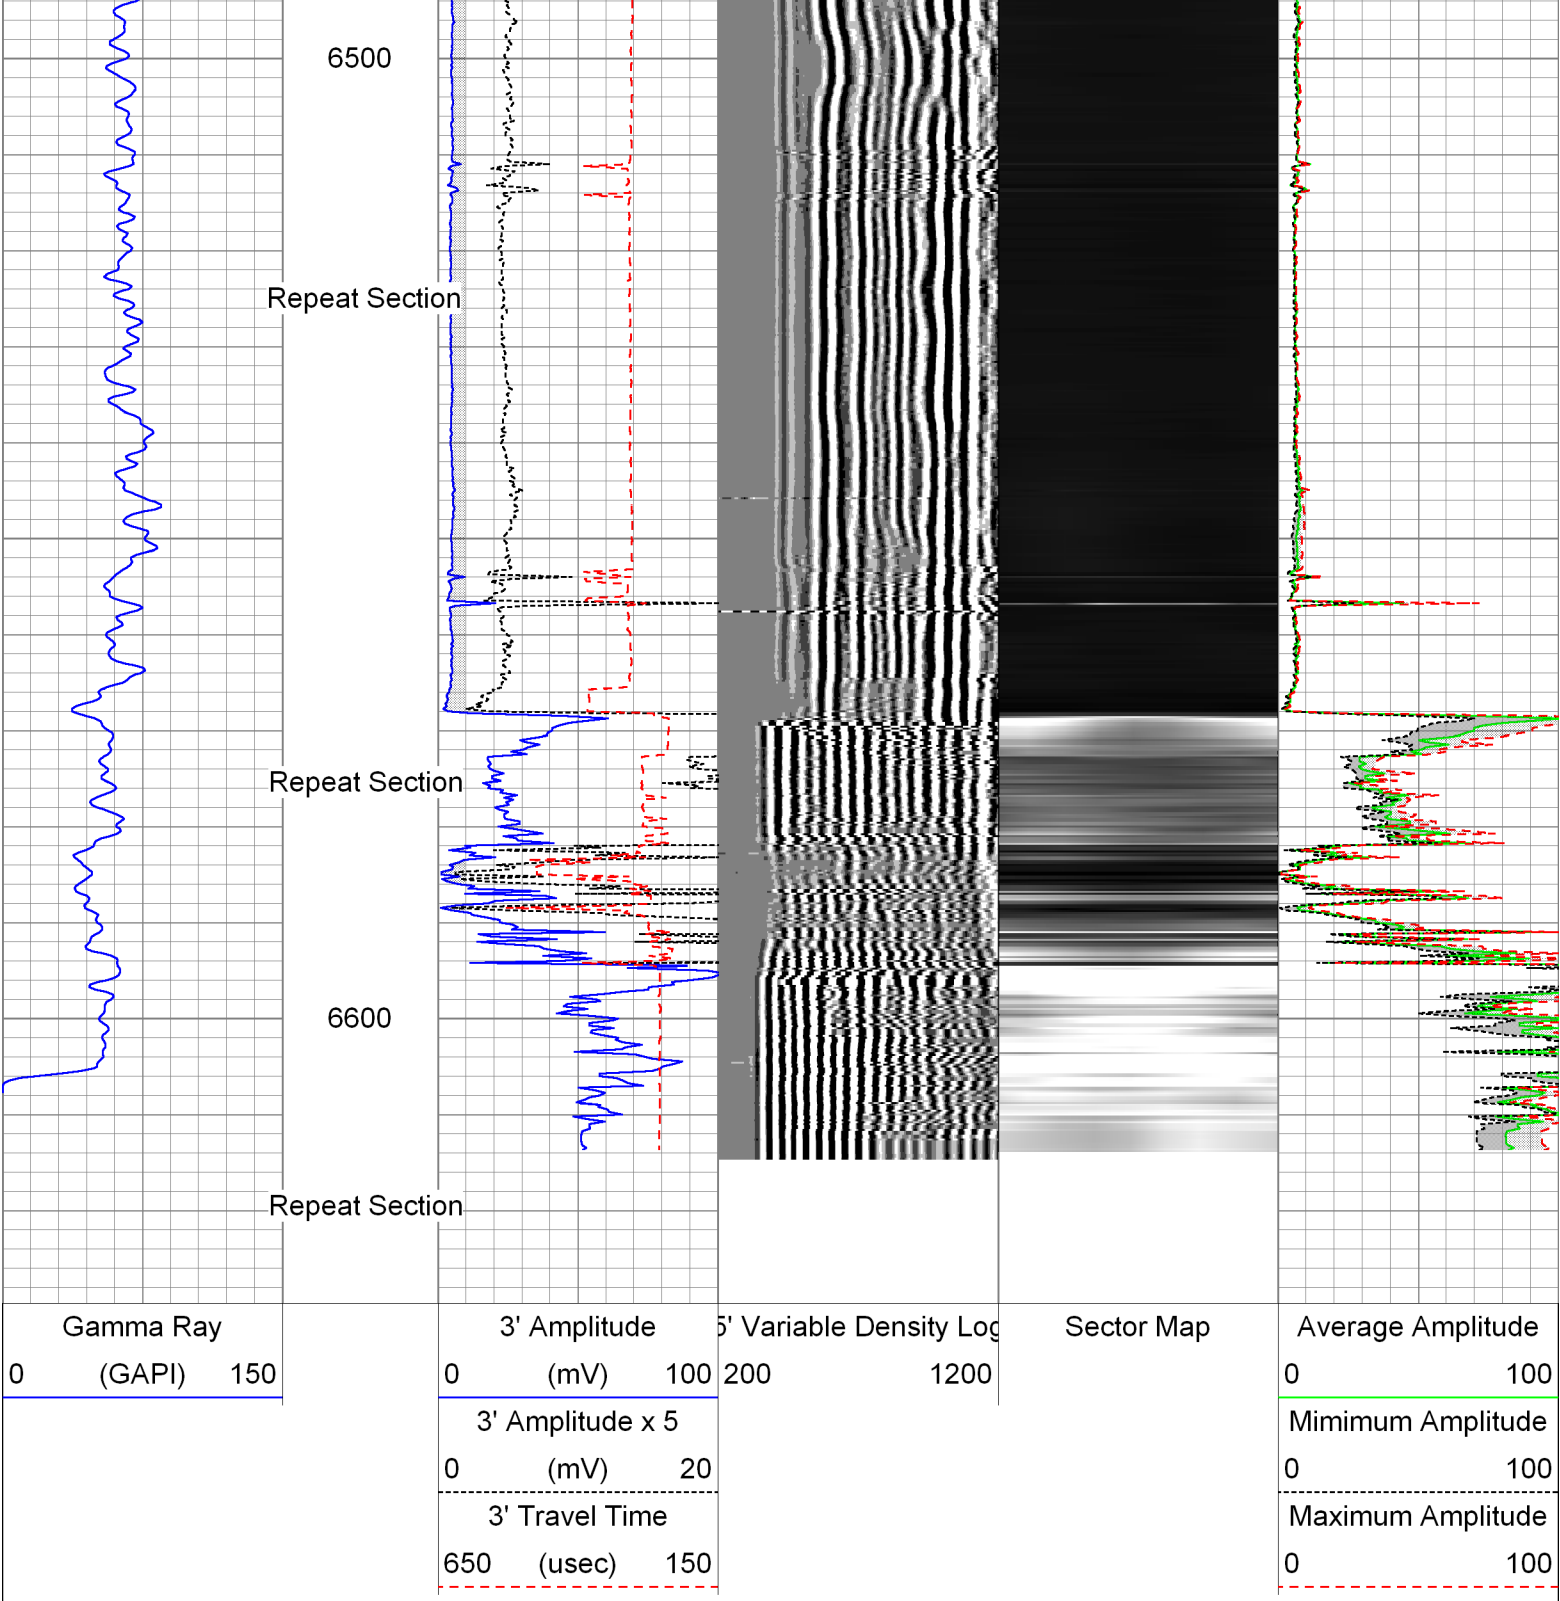 6500
Repeat Section
Repeat Section
6600
Repeat Section
Gamma Ray
0 (GAPI) 150
3' Amplitude
0 (mV) 100
3' Amplitude x 5
0 (mV) 20
3' Travel Time
650 (usec) 150
5' Variable Density Log
200 1200
Sector Map
Average Amplitude
0 100
Mimimum Amplitude
0 100
Maximum Amplitude
0 100